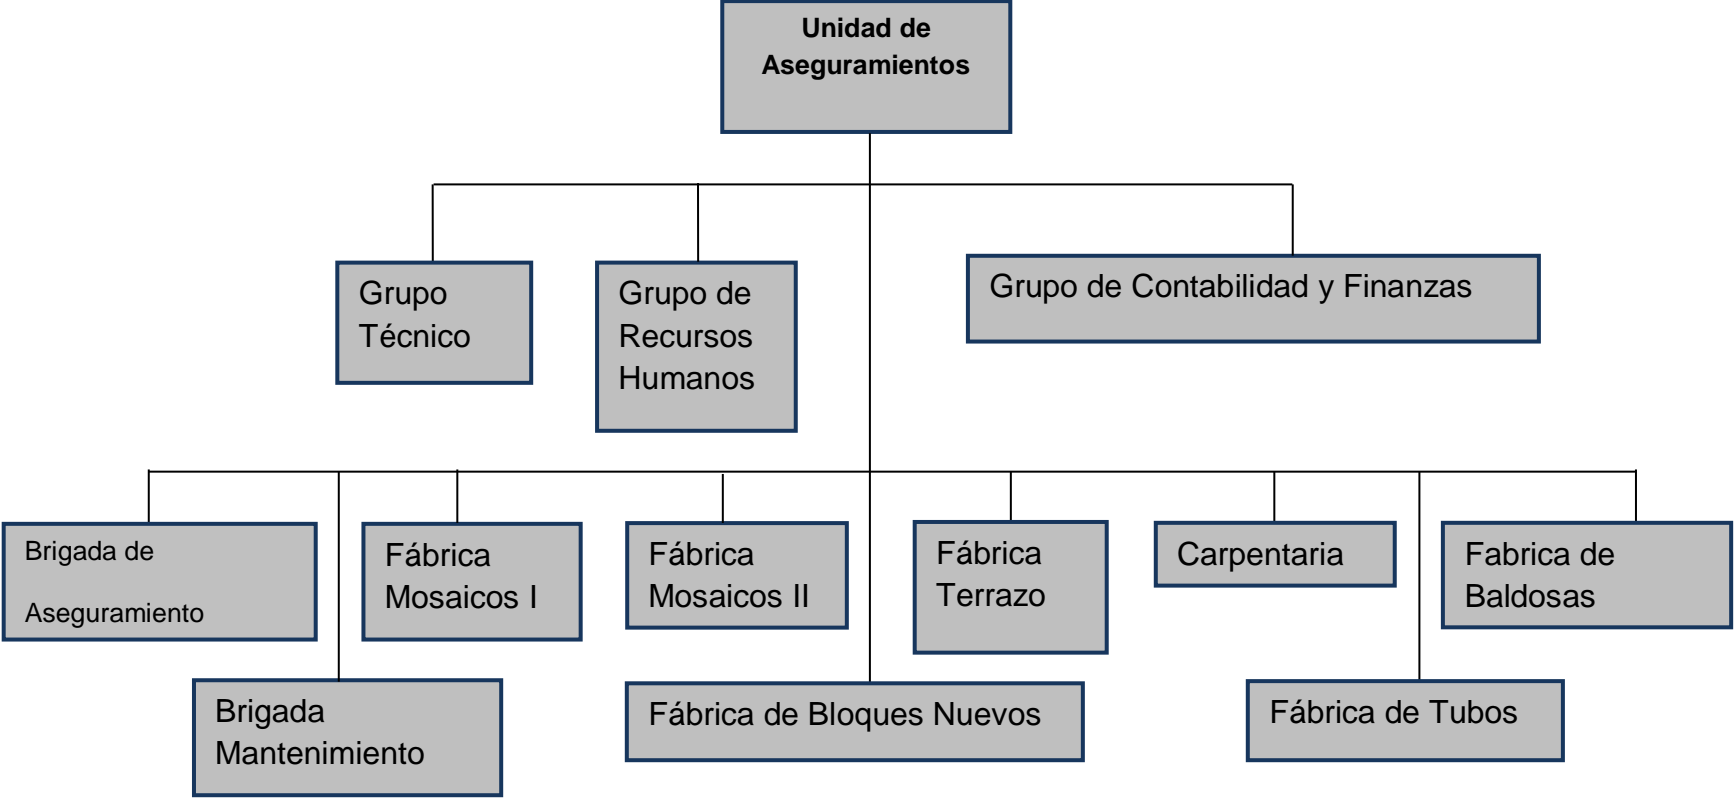 Unidad de
Aseguramientos
Grupo
Técnico
Grupo de
Recursos
Humanos
Grupo de Contabilidad y Finanzas
Brigada de
Aseguramiento
Fábrica
Mosaicos I
Fábrica
Mosaicos II
Fábrica
Terrazo
Carpentaria
Fabrica de
Baldosas
Brigada
Mantenimiento
Fábrica de Bloques Nuevos
Fábrica de Tubos